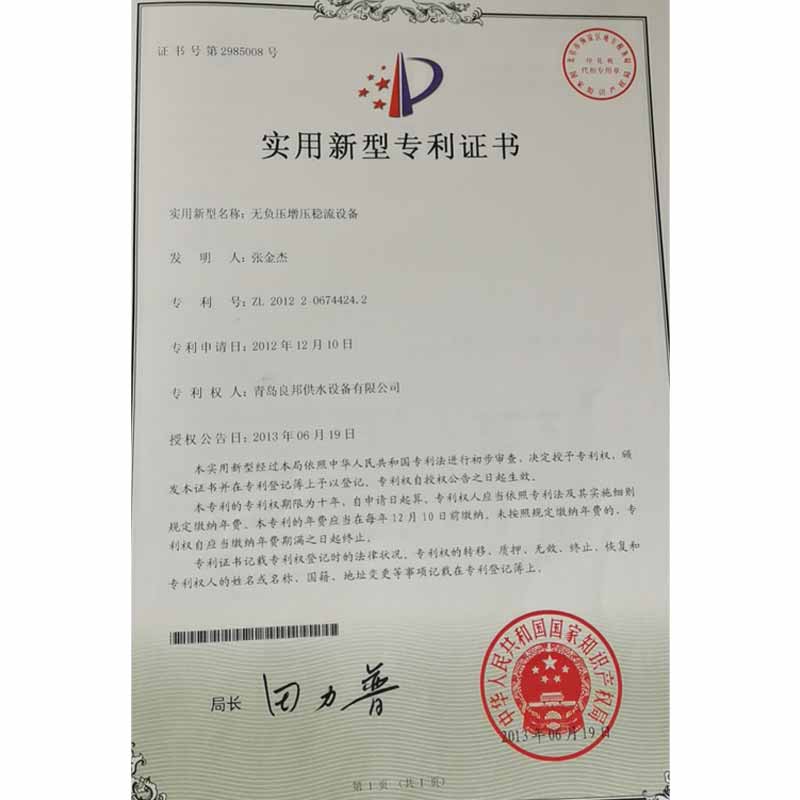 证书号第2985008号
印花税
代扣专用章
实用新型专利证书
实用新型名称：无负压增压稳流设备
发明人：张金杰
专利号：ZL 2012 2 0674424.2
专利申请日：2012年12月10日
专利权人：青岛良邦供水设备有限公司
授权公告日：2013年06月19日
本实用新型经过本局依照中华人民共和国专利法进行初步审查，决定授予专利权，颁
发本证书并在专利登记簿上予以登记。专利权自授权公告之日起生效。
本专利的专利权期限为十年，自申请日起算。专利权人应当依照专利法及其实施细则
规定缴纳年费。本专利的年费应当在每年12月10日前缴纳。未按照规定缴纳年费的，专
利权自应当缴纳年费期满之日起终止。
专利证书记载专利权登记时的法律状况。专利权的转移、质押、无效、终止、恢复和
专利权人的姓名或名称、国籍、地址变更等事项记载在专利登记簿上。
局长 田力普
中华人民共和国国家知识产权局
2013年06月19日
第1页（共1页）